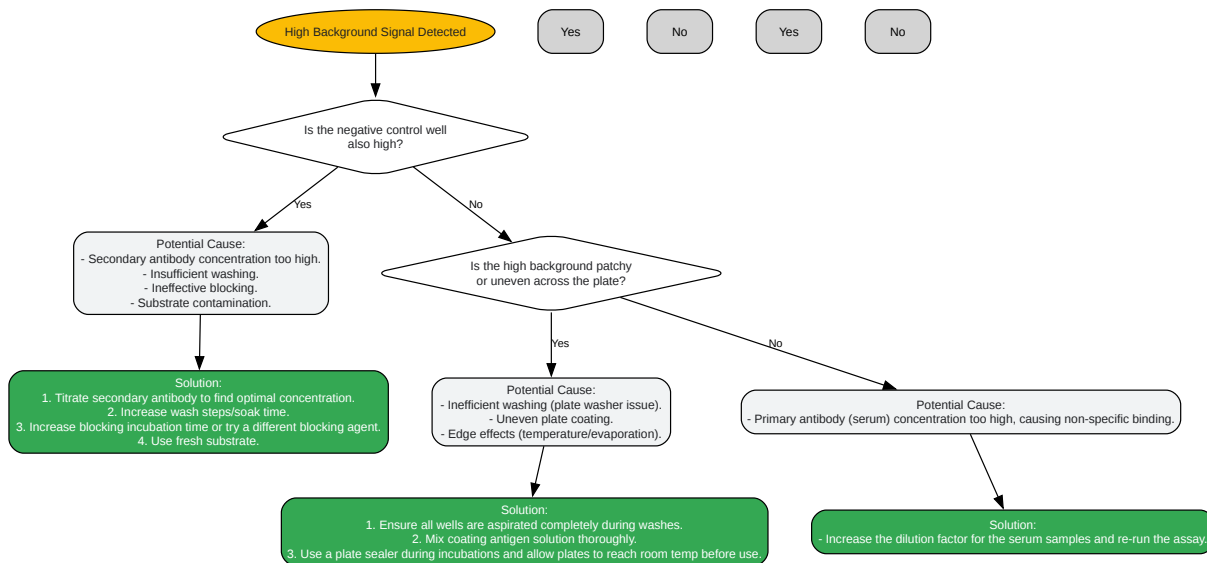 High Background Signal Detected
Yes
No
Yes
No
Is the negative control well
also high?
Yes
No
Potential Cause:
- Secondary antibody concentration too high.
- Insufficient washing.
- Ineffective blocking.
- Substrate contamination.
Is the high background patchy
or uneven across the plate?
Yes
No
Solution:
1. Titrate secondary antibody to find optimal concentration.
2. Increase wash steps/soak time.
3. Increase blocking incubation time or try a different blocking agent.
4. Use fresh substrate.
Potential Cause:
- Inefficient washing (plate washer issue).
- Uneven plate coating.
- Edge effects (temperature/evaporation).
Potential Cause:
- Primary antibody (serum) concentration too high, causing non-specific binding.
Solution:
1. Ensure all wells are aspirated completely during washes.
2. Mix coating antigen solution thoroughly.
3. Use a plate sealer during incubations and allow plates to reach room temp before use.
Solution:
- Increase the dilution factor for the serum samples and re-run the assay.